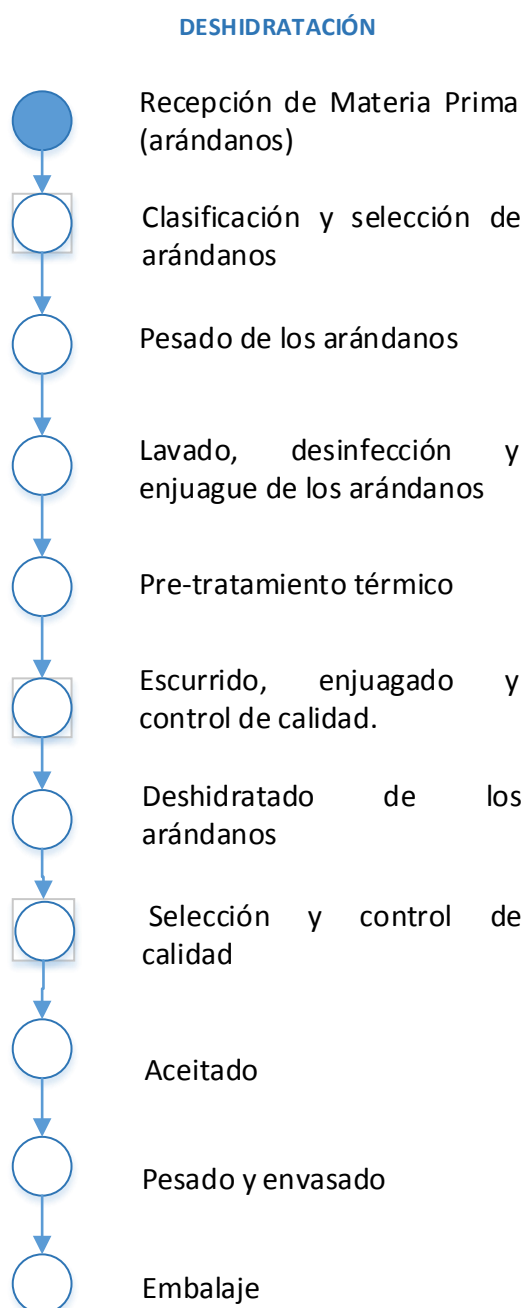 DESHIDRATACIÓN
Recepción de Materia Prima
(arándanos)
Clasificación y selección de
arándanos
Pesado de los arándanos
Lavado, desinfección y
enjuague de los arándanos
Pre-tratamiento térmico
Escurrido, enjuagado y
control de calidad.
Deshidratado de los
arándanos
Selección y control de
calidad
Aceitado
Pesado y envasado
Embalaje